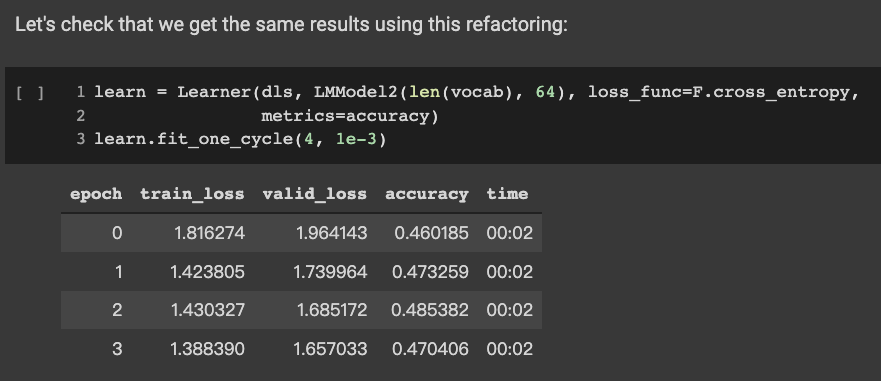 Let's check that we get the same results using this refactoring:
[ ] 1 learn = Learner(dls, LMModel2(len(vocab), 64), loss_func=F.cross_entropy,
2 metrics=accuracy)
3 learn.fit_one_cycle(4, 1e-3)
epoch train_loss valid_loss accuracy time
0 1.816274 1.964143 0.460185 00:02
1 1.423805 1.739964 0.473259 00:02
2 1.430327 1.685172 0.485382 00:02
3 1.388390 1.657033 0.470406 00:02